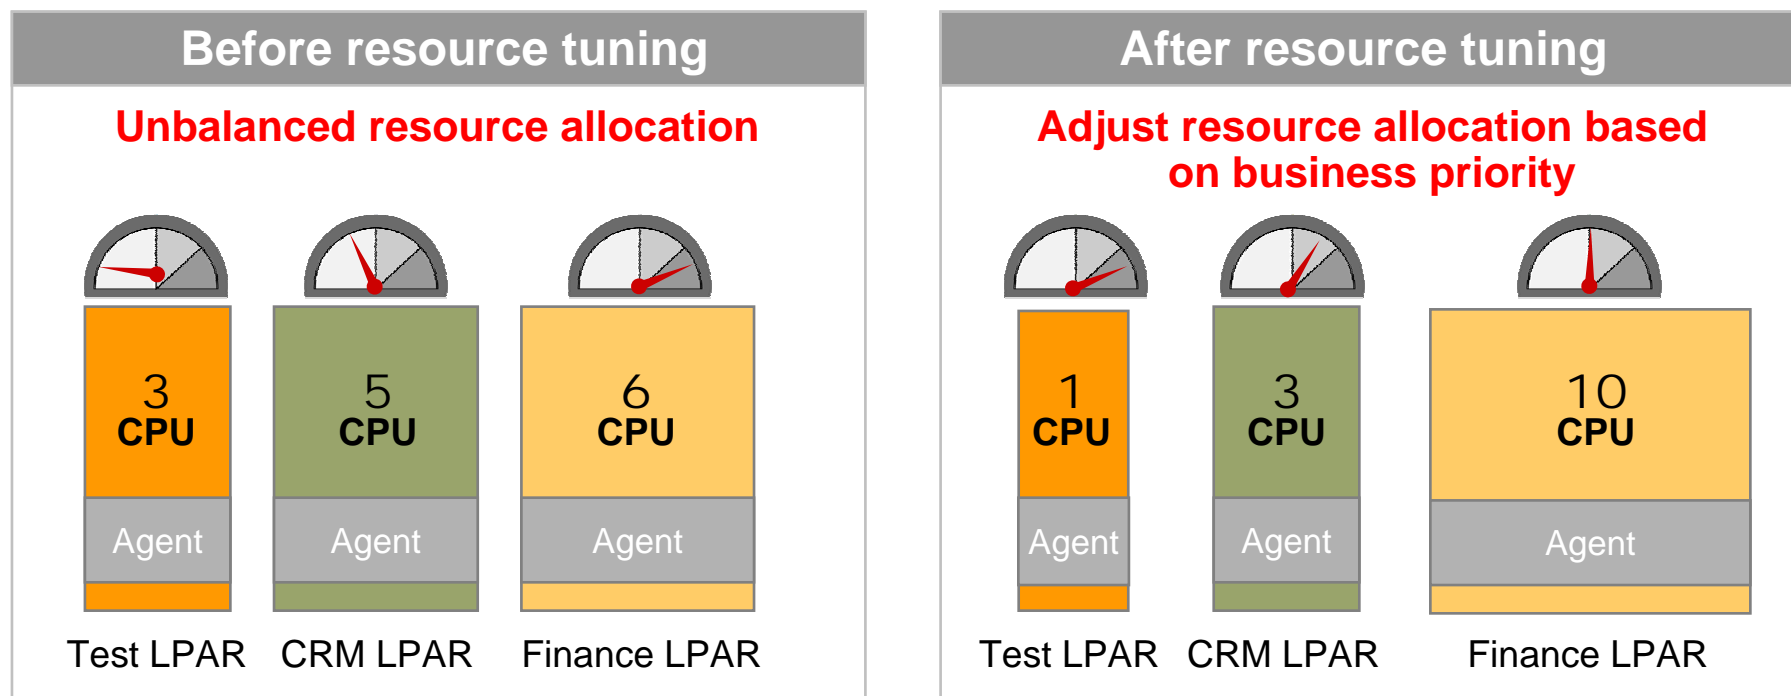 Before resource tuning
Unbalanced resource allocation
3
CPU
5
CPU
6
CPU
Agent
Agent
Agent
Test LPAR
CRM LPAR
Finance LPAR
After resource tuning
Adjust resource allocation based
on business priority
1
CPU
3
CPU
10
CPU
Agent
Agent
Agent
Test LPAR
CRM LPAR
Finance LPAR